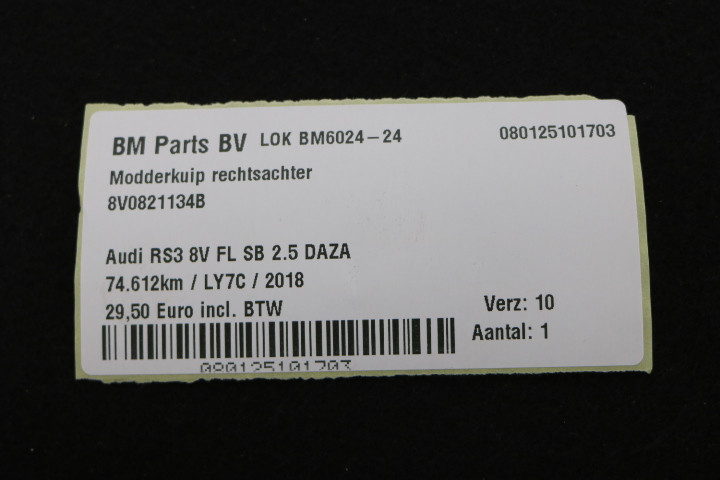 BM Parts BV LOK BM6024-24 080125101703
Modderkuip rechtsachter
8V0821134B
Audi RS3 8V FL SB 2.5 DAZA
74.612km / LY7C / 2018
29,50 Euro incl. BTW Verz: 10
Aantal: 1
080125101703